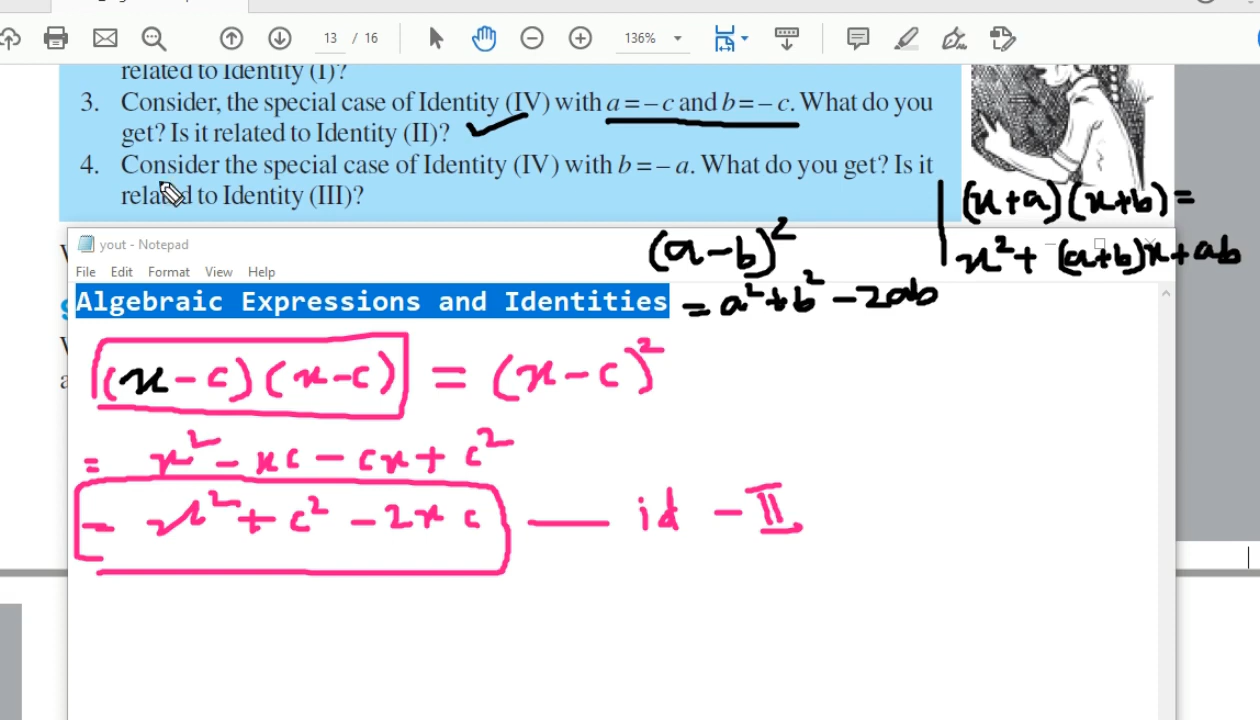 13 / 16
136%
related to Identity (I)?
3. Consider, the special case of Identity (IV) with a = – c and b = – c. What do you
get? Is it related to Identity (II)?
4. Consider the special case of Identity (IV) with b = – a. What do you get? Is it
related to Identity (III)?
(x+a)(x+b) =
x² + (a+b)x + ab
yout - Notepad
File Edit Format View Help
(a-b)²
Algebraic Expressions and Identities
= a² + b² - 2ab
(x-c)(x-c) = (x-c)²
= x² - xc - cx + c²
= x² + c² - 2xc — id - II